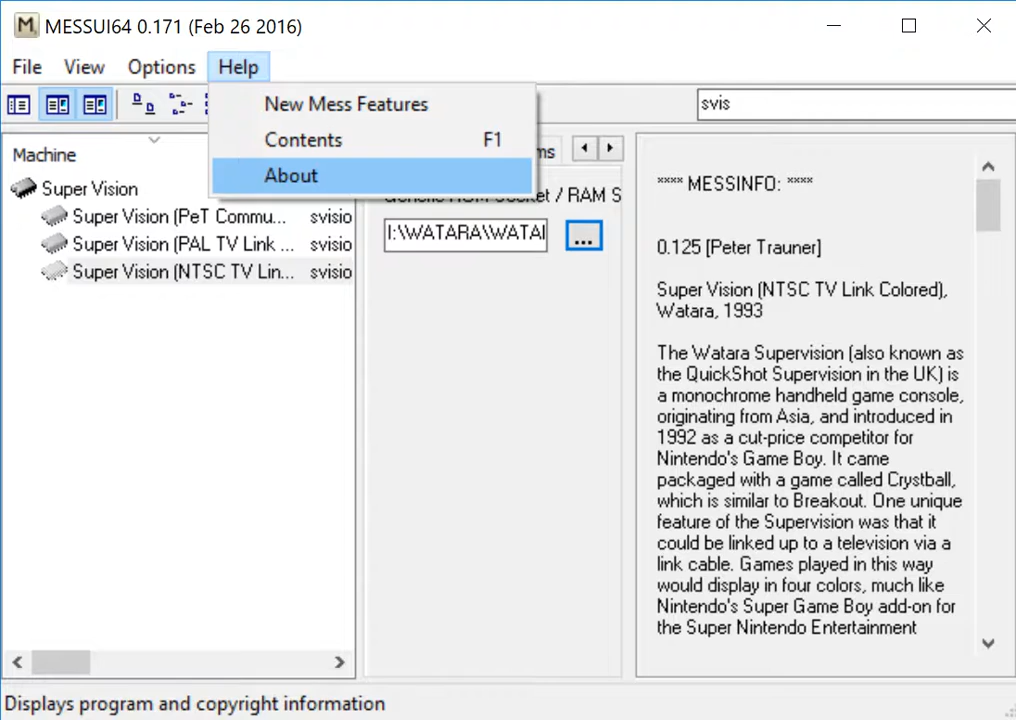 MESSUI64 0.171 (Feb 26 2016)
File View Options Help
New Mess Features
Contents F1
About
svis
Machine
Super Vision
Super Vision (PeT Commu... svisio
Super Vision (PAL TV Link ... svisio
Super Vision (NTSC TV Lin... svisio
ms
/ RAM S
I:\WATARA\WATAI
...
**** MESSINFO: ****
0.125 [Peter Trauner]
Super Vision (NTSC TV Link Colored),
Watara, 1993
The Watara Supervision (also known as
the QuickShot Supervision in the UK) is
a monochrome handheld game console,
originating from Asia, and introduced in
1992 as a cut-price competitor for
Nintendo's Game Boy. It came
packaged with a game called Crystball,
which is similar to Breakout. One unique
feature of the Supervision was that it
could be linked up to a television via a
link cable. Games played in this way
would display in four colors, much like
Nintendo's Super Game Boy add-on for
the Super Nintendo Entertainment
Displays program and copyright information